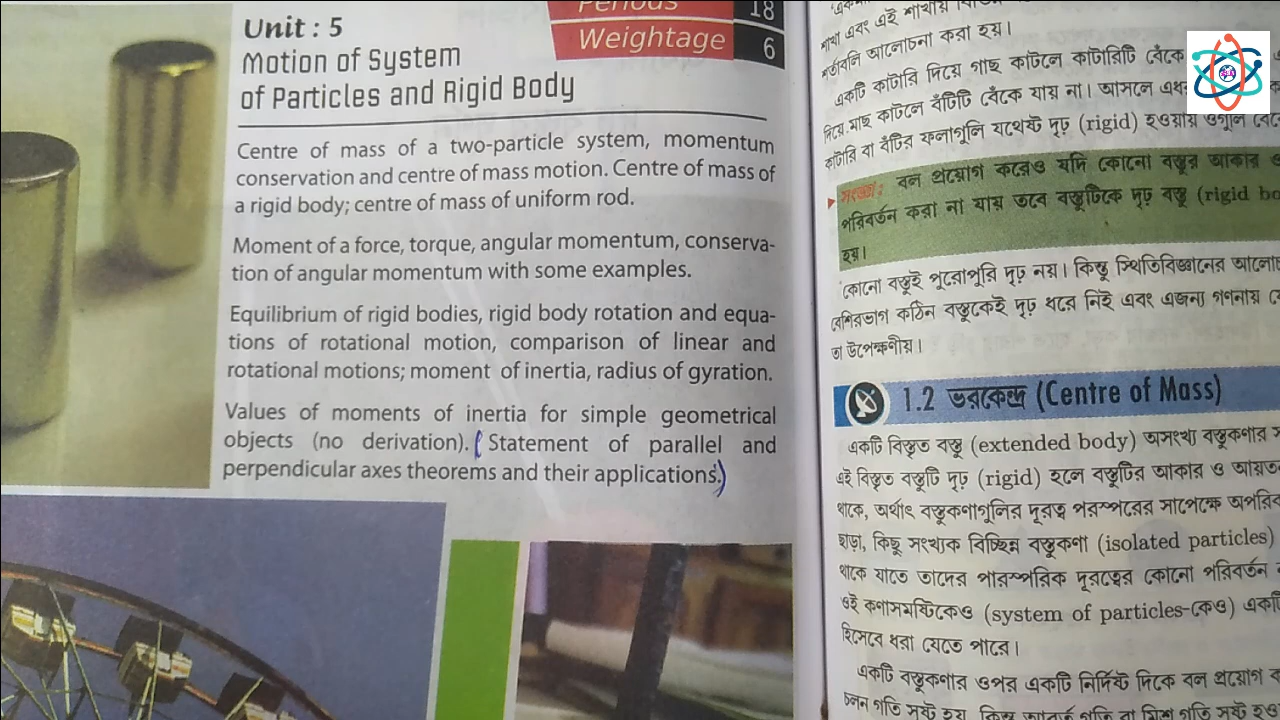 Unit : 5
Motion of System
of Particles and Rigid Body
Periods 18
Weightage 6
Centre of mass of a two-particle system, momentum
conservation and centre of mass motion. Centre of mass of
a rigid body; centre of mass of uniform rod.
Moment of a force, torque, angular momentum, conserva-
tion of angular momentum with some examples.
Equilibrium of rigid bodies, rigid body rotation and equa-
tions of rotational motion, comparison of linear and
rotational motions; moment of inertia, radius of gyration.
Values of moments of inertia for simple geometrical
objects (no derivation). (Statement of parallel and
perpendicular axes theorems and their applications.)
শাখা এবং এই শাখায়
শর্তাবলি আলোচনা করা হয়।
একটি কাটারি দিয়ে গাছ কাটলে কাটারিটি বেঁকে
দিয়ে মাছ কাটলে বঁটিটি বেঁকে যায় না। আসলে
কাটারি বা বঁটির ফলাগুলি যথেষ্ট দৃঢ় (rigid) হওয়ায় ওগুলি
সংজ্ঞা: বল প্রয়োগ করেও যদি কোনো বস্তুর আকার
পরিবর্তন করা না যায় তবে বস্তুটিকে দৃঢ় বস্তু (rigid
হয়।
কোনো বস্তুই পুরোপুরি দৃঢ় নয়। কিন্তু স্থিতিবিজ্ঞানের
বেশিরভাগ কঠিন বস্তুকেই দৃঢ় ধরে নিই এবং এজন্য গণনায়
তা উপেক্ষণীয়।
1.2 ভরকেন্দ্র (Centre of Mass)
একটি বিস্তৃত বস্তু (extended body) অসংখ্য বস্তুকণার
এই বিস্তৃত বস্তুটি দৃঢ় (rigid) হলে বস্তুটির আকার ও
থাকে, অর্থাৎ বস্তুকণাগুলির দূরত্ব পরস্পরের সাপেক্ষে
ছাড়া, কিছু সংখ্যক বিচ্ছিন্ন বস্তুকণা (isolated particles)
থাকে যাতে তাদের পারস্পরিক দূরত্বের কোনো পরিবর্তন
ওই কণাসমষ্টিকেও (system of particles-কেও)
হিসেবে ধরা যেতে পারে।
একটি বস্তুকণার ওপর একটি নির্দিষ্ট দিকে বল প্রয়োগ
চলন গতি সৃষ্ট হয়